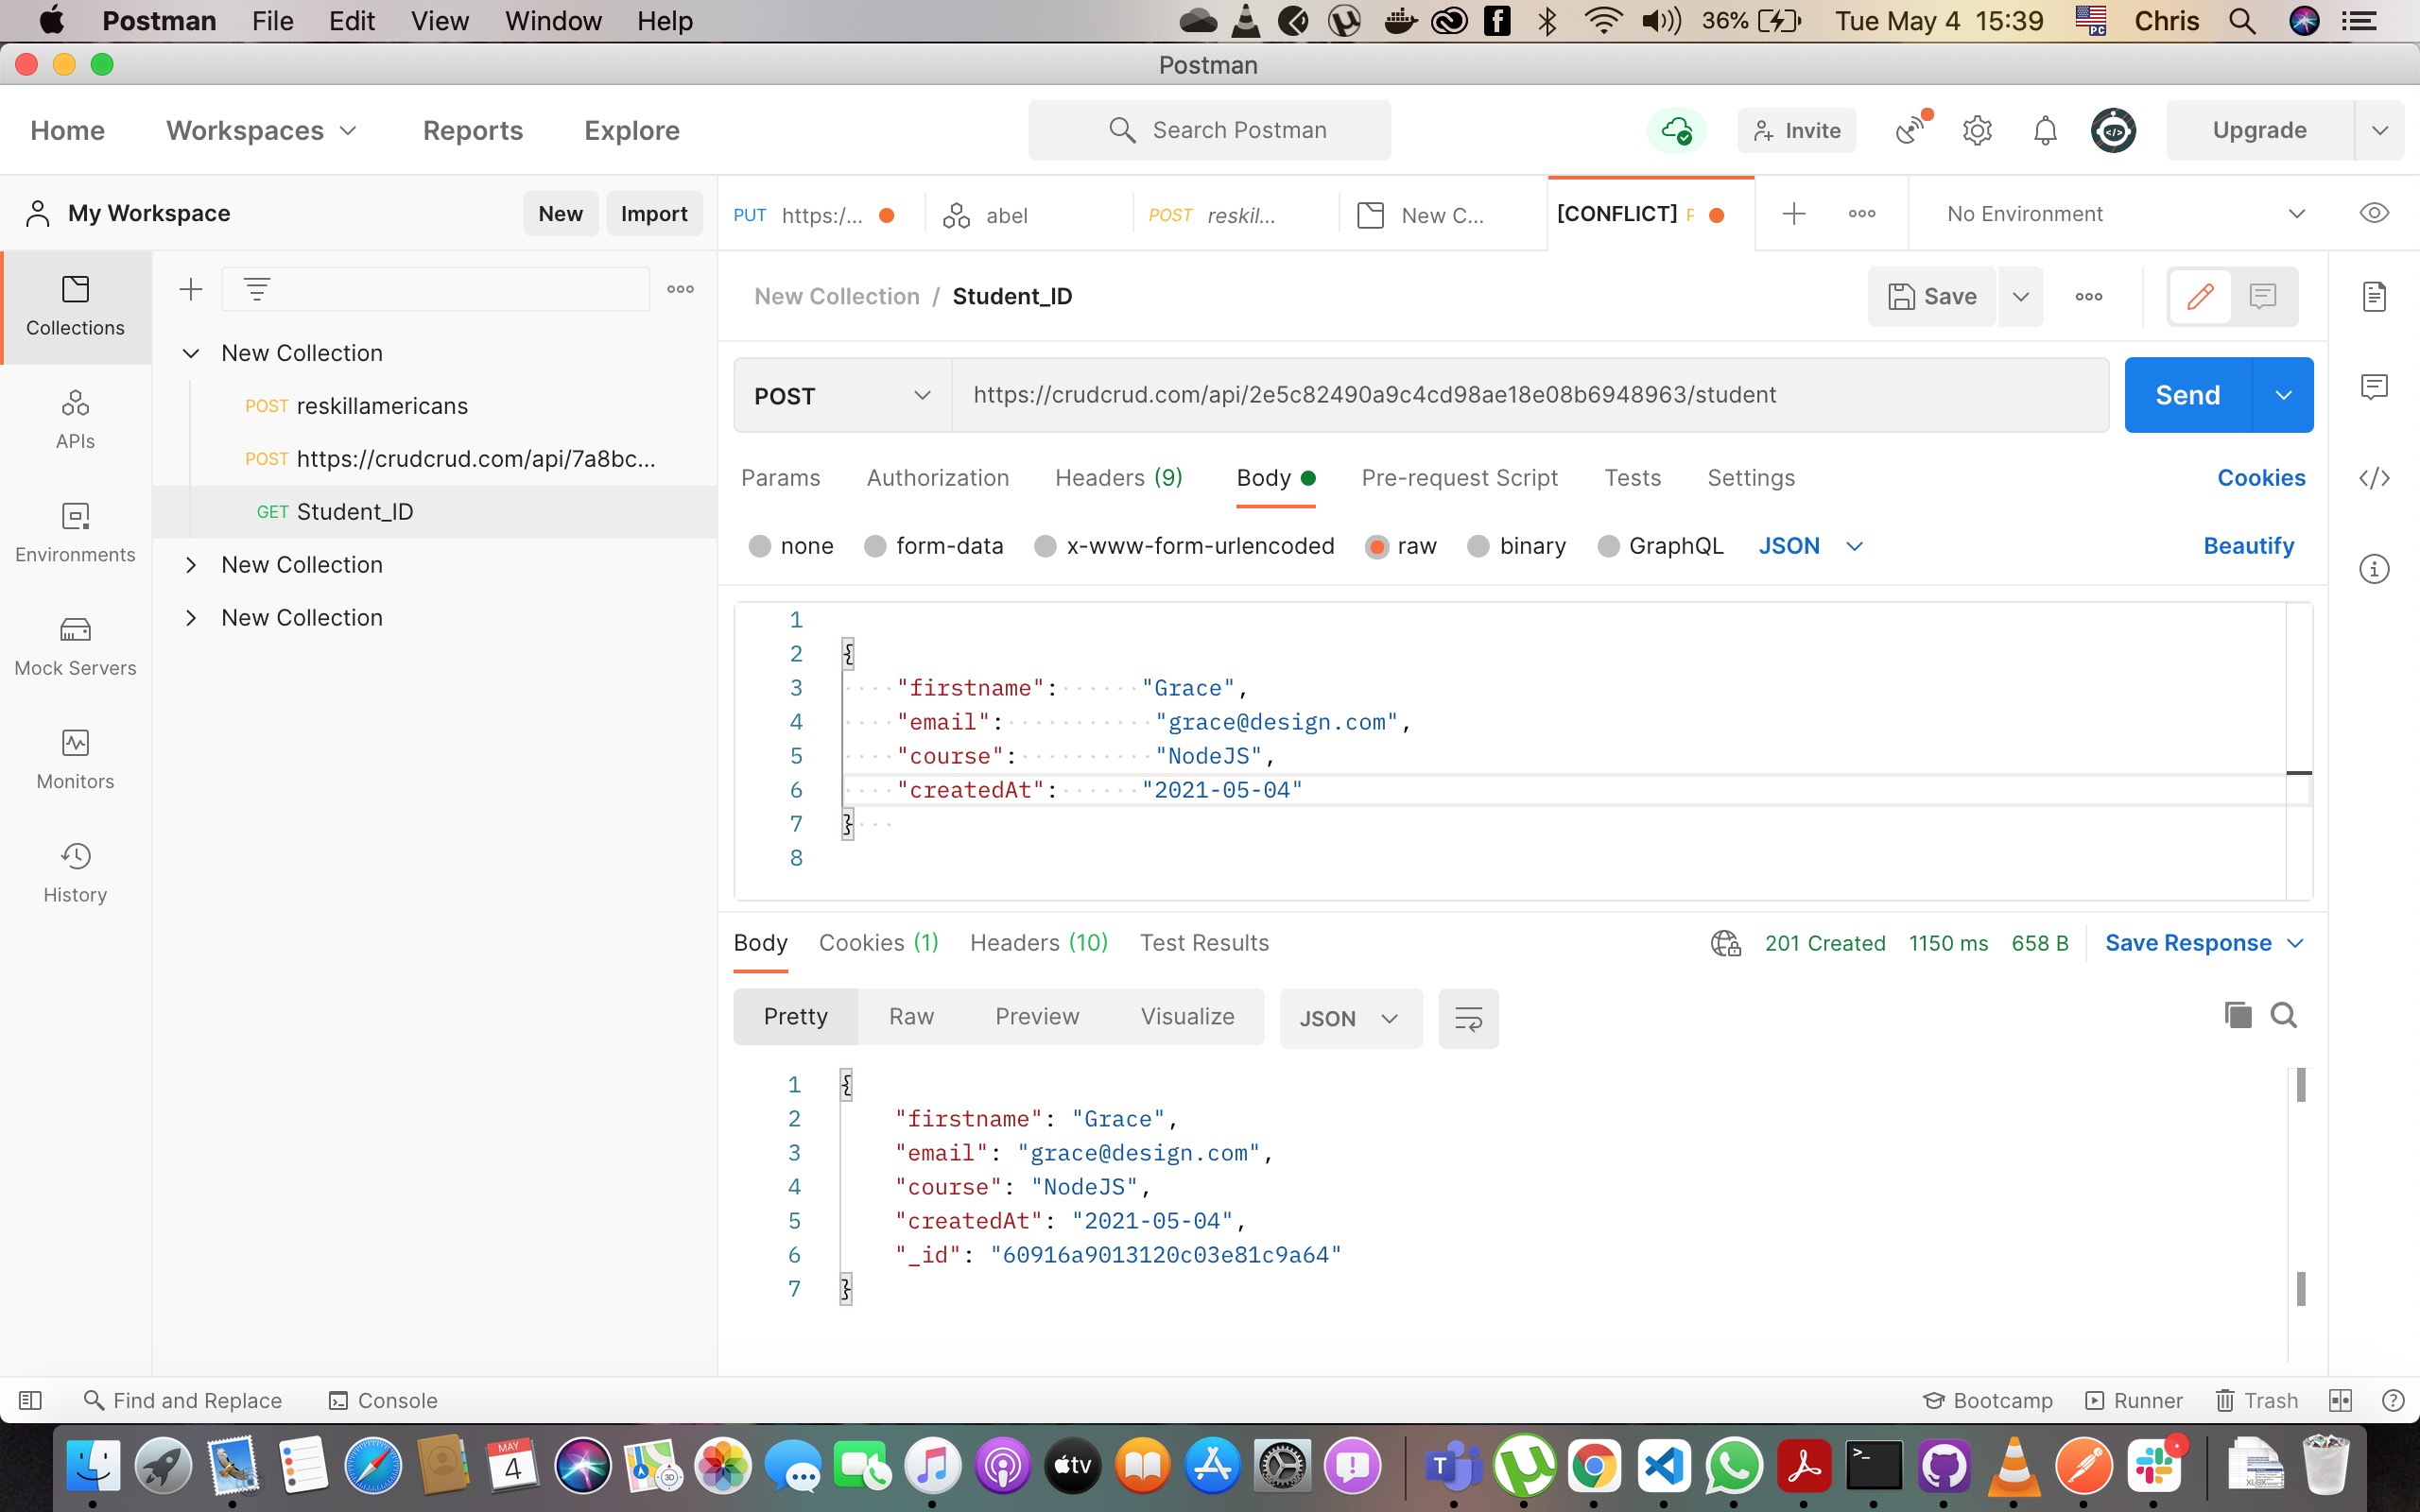 Postman File Edit View Window Help 36% Tue May 4 15:39 Chris
Postman
Home Workspaces Reports Explore Search Postman Invite Upgrade
My Workspace New Import PUT https:/... abel POST reskil... New C... [CONFLICT] No Environment
New Collection / Student_ID Save
Collections
New Collection
POST reskillamericans
POST https://crudcrud.com/api/7a8bc...
GET Student_ID
New Collection
New Collection
APIs
Environments
Mock Servers
Monitors
History
POST https://crudcrud.com/api/2e5c82490a9c4cd98ae18e08b6948963/student Send
Params Authorization Headers (9) Body Pre-request Script Tests Settings Cookies
none form-data x-www-form-urlencoded raw binary GraphQL JSON Beautify
1
2 {
3 "firstname": "Grace",
4 "email": "grace@design.com",
5 "course": "NodeJS",
6 "createdAt": "2021-05-04"
7 }
8
Body Cookies (1) Headers (10) Test Results 201 Created 1150 ms 658 B Save Response
Pretty Raw Preview Visualize JSON
1 {
2 "firstname": "Grace",
3 "email": "grace@design.com",
4 "course": "NodeJS",
5 "createdAt": "2021-05-04",
6 "_id": "60916a9013120c03e81c9a64"
7 }
Find and Replace Console Bootcamp Runner Trash
MAY
4
3D
tv
T
XLSX